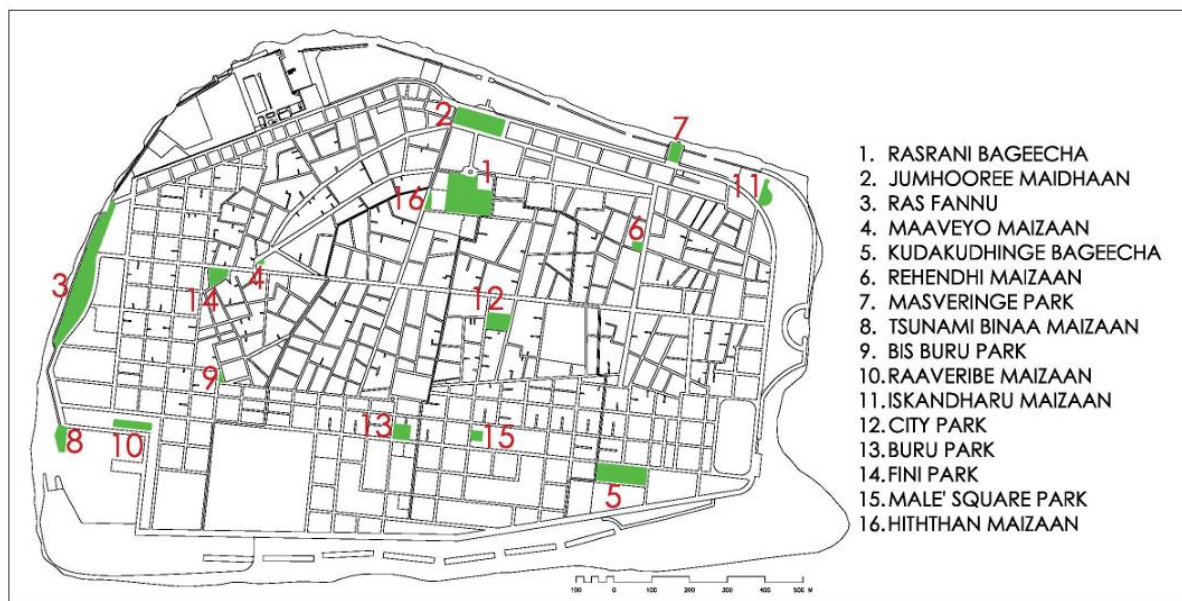 2
7
1
11
16
6
3
4
14
12
9
13
15
8
10
5
1. RASRANI BAGEECHA
2. JUMHOOREE MAIDHAAN
3. RAS FANNU
4. MAAVEYO MAIZAAN
5. KUDAKUDHINGE BAGEECHA
6. REHENDHI MAIZAAN
7. MASVERINGE PARK
8. TSUNAMI BINAA MAIZAAN
9. BIS BURU PARK
10. RAAVERIBE MAIZAAN
11. ISKANDHARU MAIZAAN
12. CITY PARK
13. BURU PARK
14. FINI PARK
15. MALE' SQUARE PARK
16. HITHTHAN MAIZAAN
100 0 100 200 300 400 500 M